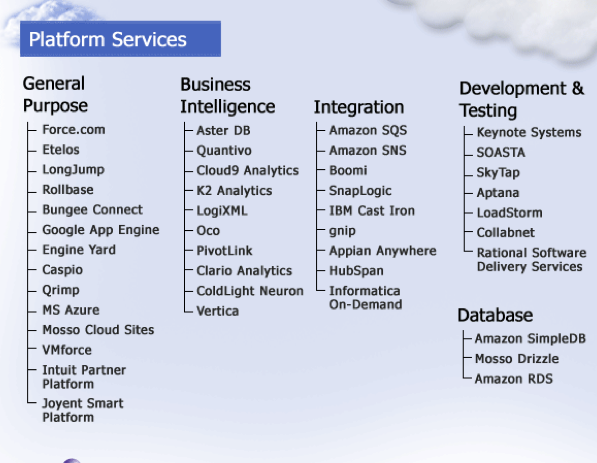 Platform Services
General
Purpose
Force.com
Etelos
LongJump
Rollbase
Bungee Connect
Google App Engine
Engine Yard
Caspio
Qrimp
MS Azure
Mosso Cloud Sites
VMforce
Intuit Partner
Platform
Joyent Smart
Platform
Business
Intelligence
Aster DB
Quantivo
Cloud9 Analytics
K2 Analytics
LogiXML
Oco
PivotLink
Clario Analytics
ColdLight Neuron
Vertica
Integration
Amazon SQS
Amazon SNS
Boomi
SnapLogic
IBM Cast Iron
gnip
Appian Anywhere
HubSpan
Informatica
On-Demand
Development &
Testing
Keynote Systems
SOASTA
SkyTap
Aptana
LoadStorm
Collabnet
Rational Software
Delivery Services
Database
Amazon SimpleDB
Mosso Drizzle
Amazon RDS